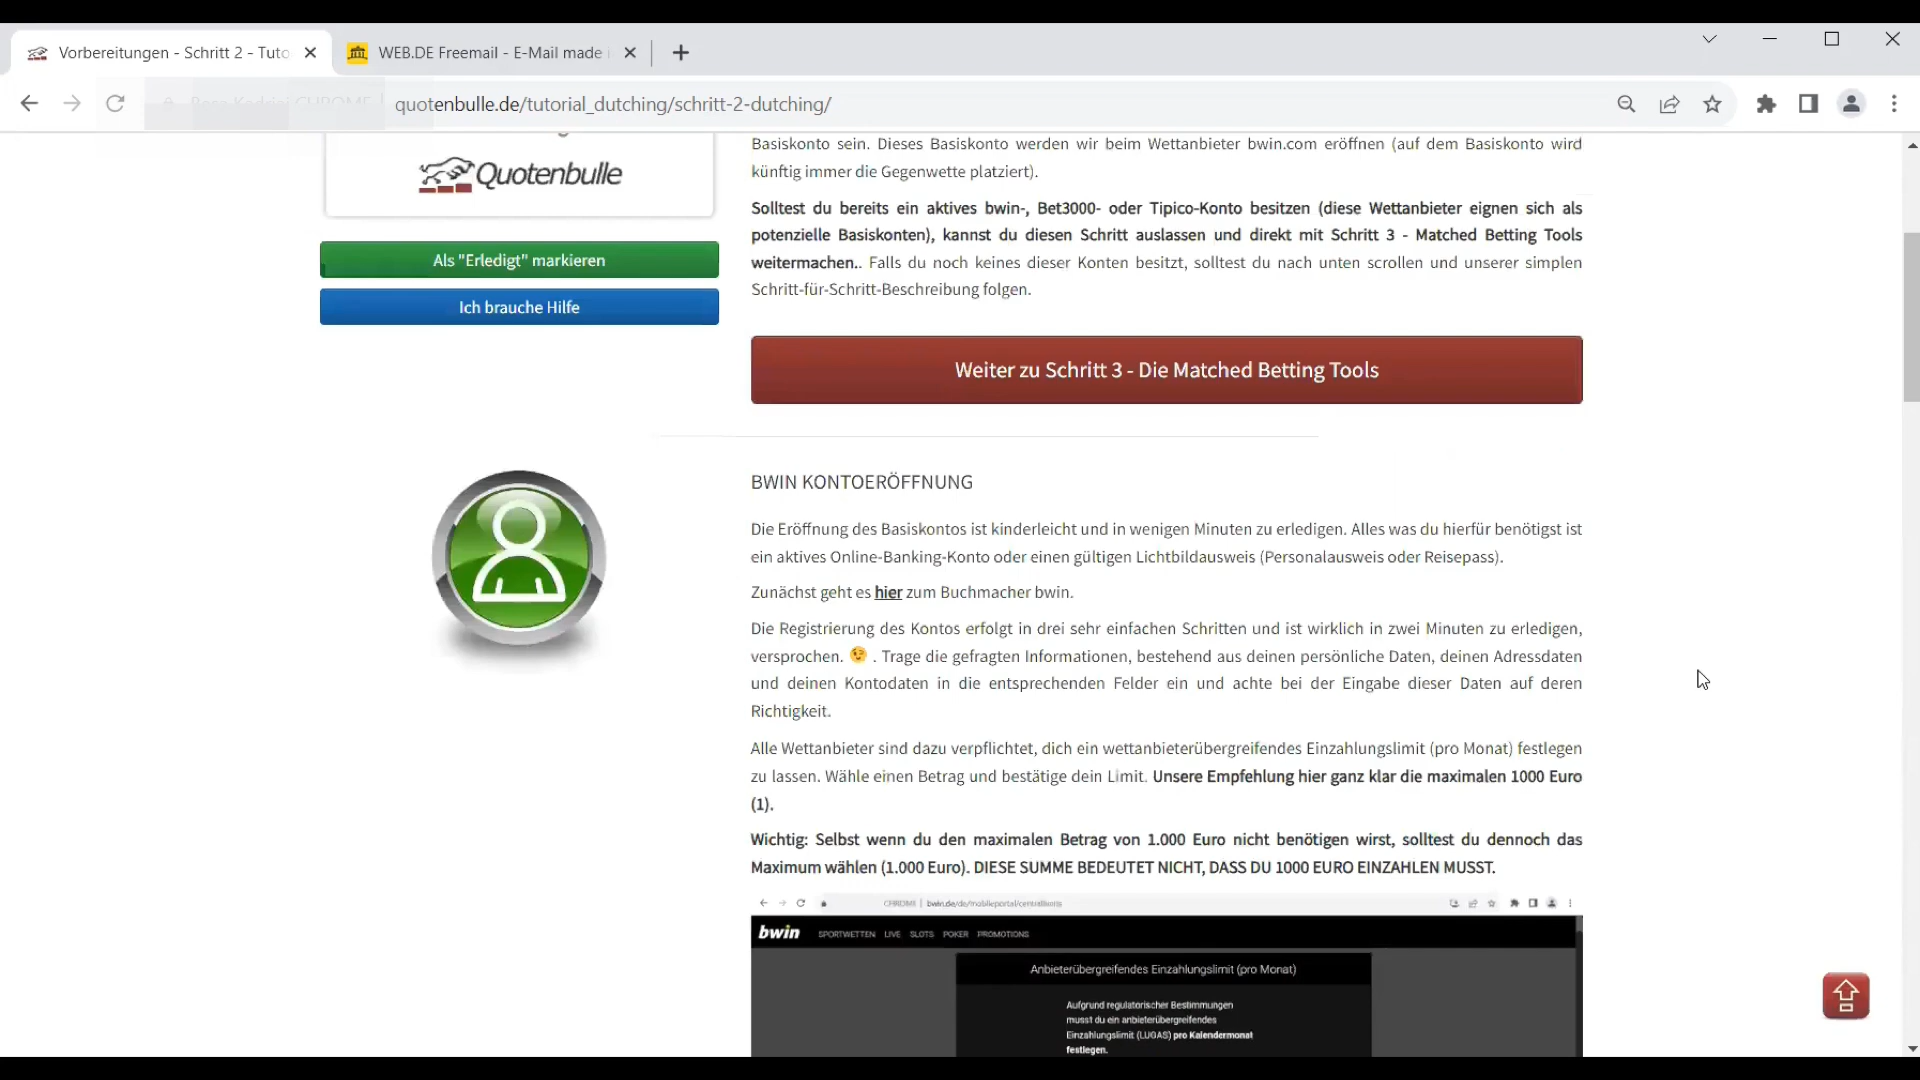 Vorbereitungen - Schritt 2 - Tuto
WEB.DE Freemail - E-Mail made
quotenbulle.de/tutorial_dutching/schritt-2-dutching/
Quotenbulle
Als "Erledigt" markieren
Ich brauche Hilfe
Basiskonto sein. Dieses Basiskonto werden wir beim Wettanbieter bwin.com eröffnen (auf dem Basiskonto wird
künftig immer die Gegenwette platziert).
Solltest du bereits ein aktives bwin-, Bet3000- oder Tipico-Konto besitzen (diese Wettanbieter eignen sich als
potenzielle Basiskonten), kannst du diesen Schritt auslassen und direkt mit Schritt 3 - Matched Betting Tools
weitermachen.. Falls du noch keines dieser Konten besitzt, solltest du nach unten scrollen und unserer simplen
Schritt-für-Schritt-Beschreibung folgen.
Weiter zu Schritt 3 - Die Matched Betting Tools
BWIN KONTOERÖFFNUNG
Die Eröffnung des Basiskontos ist kinderleicht und in wenigen Minuten zu erledigen. Alles was du hierfür benötigst ist
ein aktives Online-Banking-Konto oder einen gültigen Lichtbildausweis (Personalausweis oder Reisepass).
Zunächst geht es hier zum Buchmacher bwin.
Die Registrierung des Kontos erfolgt in drei sehr einfachen Schritten und ist wirklich in zwei Minuten zu erledigen,
versprochen. 😉 . Trage die gefragten Informationen, bestehend aus deinen persönliche Daten, deinen Adressdaten
und deinen Kontodaten in die entsprechenden Felder ein und achte bei der Eingabe dieser Daten auf deren
Richtigkeit.
Alle Wettanbieter sind dazu verpflichtet, dich ein wettanbieterübergreifendes Einzahlungslimit (pro Monat) festlegen
zu lassen. Wähle einen Betrag und bestätige dein Limit. Unsere Empfehlung hier ganz klar die maximalen 1000 Euro
(1).
Wichtig: Selbst wenn du den maximalen Betrag von 1.000 Euro nicht benötigen wirst, solltest du dennoch das
Maximum wählen (1.000 Euro). DIESE SUMME BEDEUTET NICHT, DASS DU 1000 EURO EINZAHLEN MUSST.
CHROME | bwin.de/de/mobileportal/centrallimits
bwin SPORTWETTEN LIVE SLOTS POKER PROMOTIONS
Anbieterübergreifendes Einzahlungslimit (pro Monat)
Aufgrund regulatorischer Bestimmungen
musst du ein anbieterübergreifendes
Einzahlungslimit (LUGAS) pro Kalendermonat
festlegen.